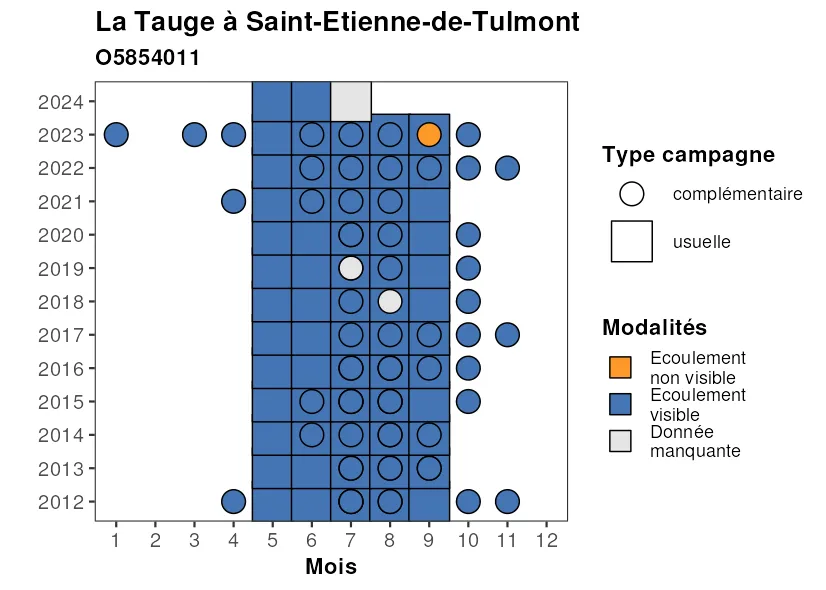 La Tauge à Saint-Etienne-de-Tulmont
O5854011
2024
2023
2022
2021
2020
2019
2018
2017
2016
2015
2014
2013
2012
1 2 3 4 5 6 7 8 9 10 11 12
Mois
Type campagne
complémentaire
usuelle
Modalités
Ecoulement
non visible
Ecoulement
visible
Donnée
manquante